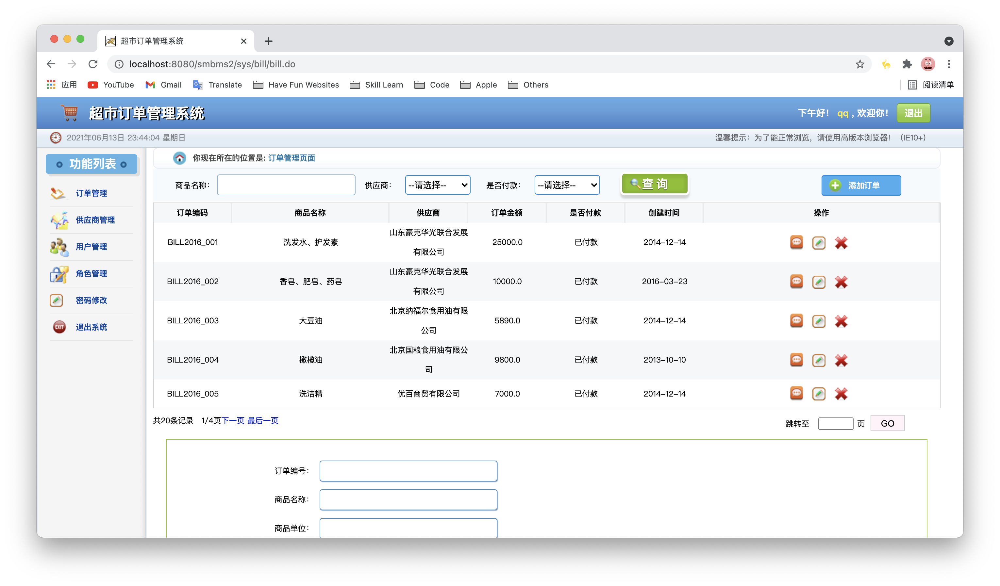 超市订单管理系统
localhost:8080/smbms2/sys/bill/bill.do
应用 YouTube Gmail Translate Have Fun Websites Skill Learn Code Apple Others 阅读清单
超市订单管理系统 下午好！ qq , 欢迎你！ 退出
2021年06月13日 23:44:04 星期日 温馨提示：为了能正常浏览，请使用高版本浏览器！（IE10+）
功能列表
订单管理
供应商管理
用户管理
角色管理
密码修改
EXIT 退出系统
你现在所在的位置是: 订单管理页面
商品名称： 供应商： --请选择-- 是否付款： --请选择-- 查 询 添加订单
订单编码 商品名称 供应商 订单金额 是否付款 创建时间 操作
BILL2016_001 洗发水、护发素 山东豪克华光联合发展 25000.0 已付款 2014-12-14
有限公司
BILL2016_002 香皂、肥皂、药皂 山东豪克华光联合发展 10000.0 已付款 2016-03-23
有限公司
BILL2016_003 大豆油 北京纳福尔食用油有限 5890.0 已付款 2014-12-14
公司
BILL2016_004 橄榄油 北京国粮食用油有限公 9800.0 已付款 2013-10-10
司
BILL2016_005 洗洁精 优百商贸有限公司 7000.0 已付款 2014-12-14
共20条记录 1/4页下一页 最后一页 跳转至 页 GO
订单编号：
商品名称：
商品单位：